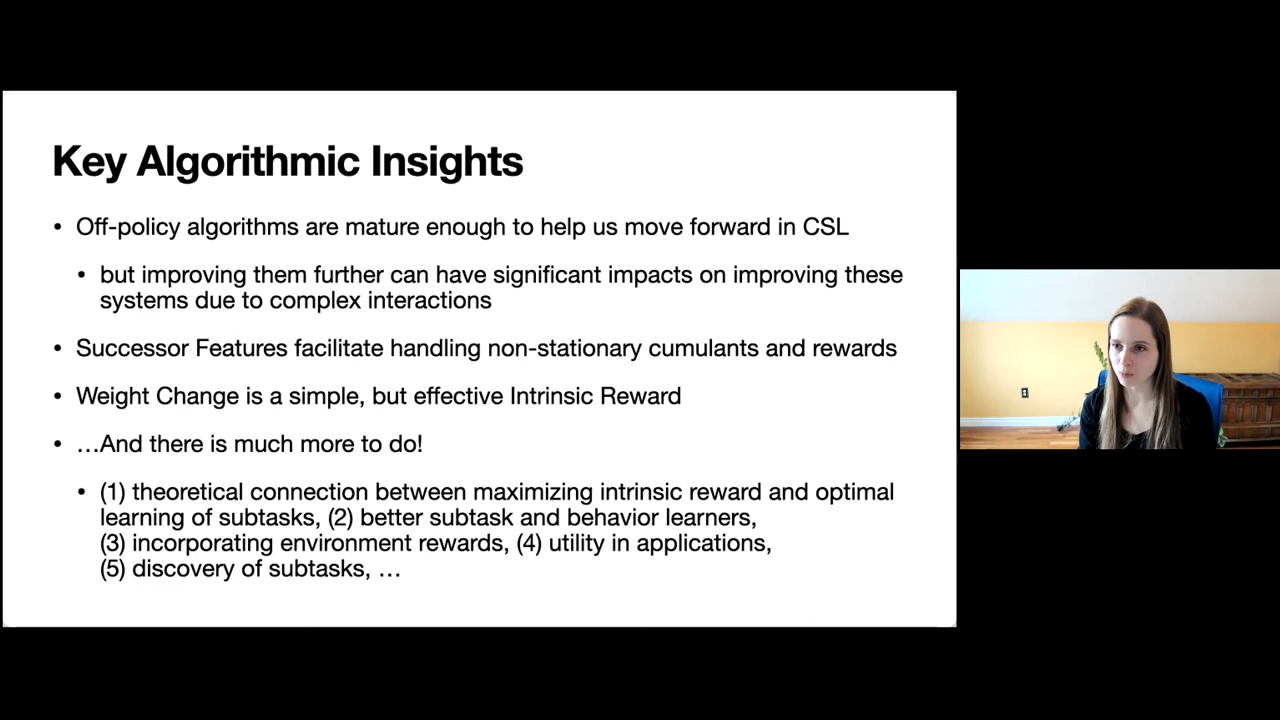 Key Algorithmic Insights
• Off-policy algorithms are mature enough to help us move forward in CSL
• but improving them further can have significant impacts on improving these
systems due to complex interactions
• Successor Features facilitate handling non-stationary cumulants and rewards
• Weight Change is a simple, but effective Intrinsic Reward
• …And there is much more to do!
• (1) theoretical connection between maximizing intrinsic reward and optimal
learning of subtasks, (2) better subtask and behavior learners,
(3) incorporating environment rewards, (4) utility in applications,
(5) discovery of subtasks, …